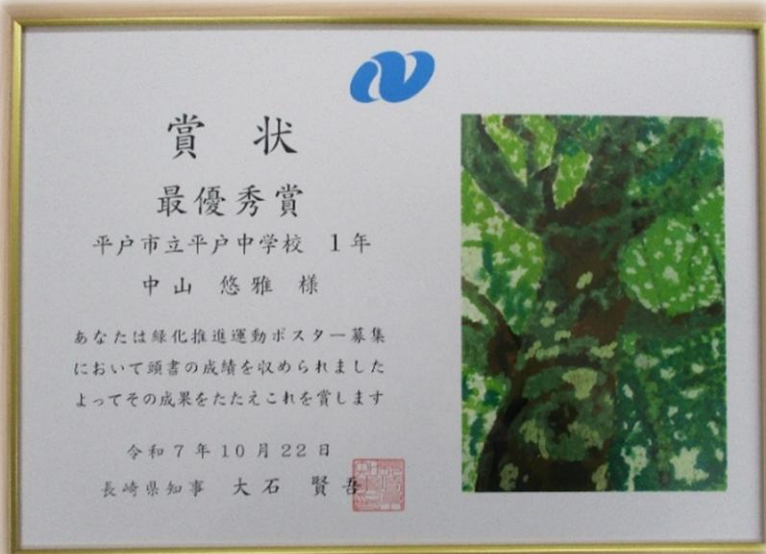 賞 状
最優秀賞
平戸市立平戸中学校 1年
中山 悠雅 様
あなたは緑化推進運動ポスター募集
において頭書の成績を収められました
よってその成果をたたえこれを賞します
令和7年10月22日
長崎県知事 大石 賢吾